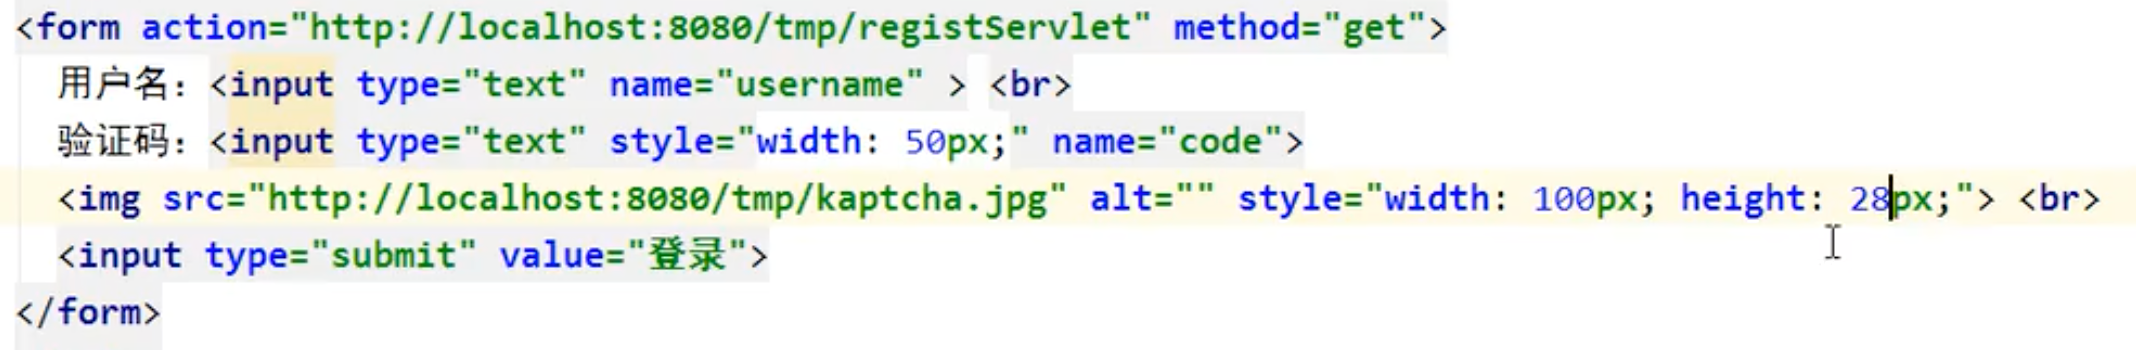 <form action="http://localhost:8080/tmp/registServlet" method="get">
用户名：<input type="text" name="username" > <br>
验证码：<input type="text" style="width: 50px;" name="code">
<img src="http://localhost:8080/tmp/kaptcha.jpg" alt="" style="width: 100px; height: 28px;"> <br>
<input type="submit" value="登录">
</form>